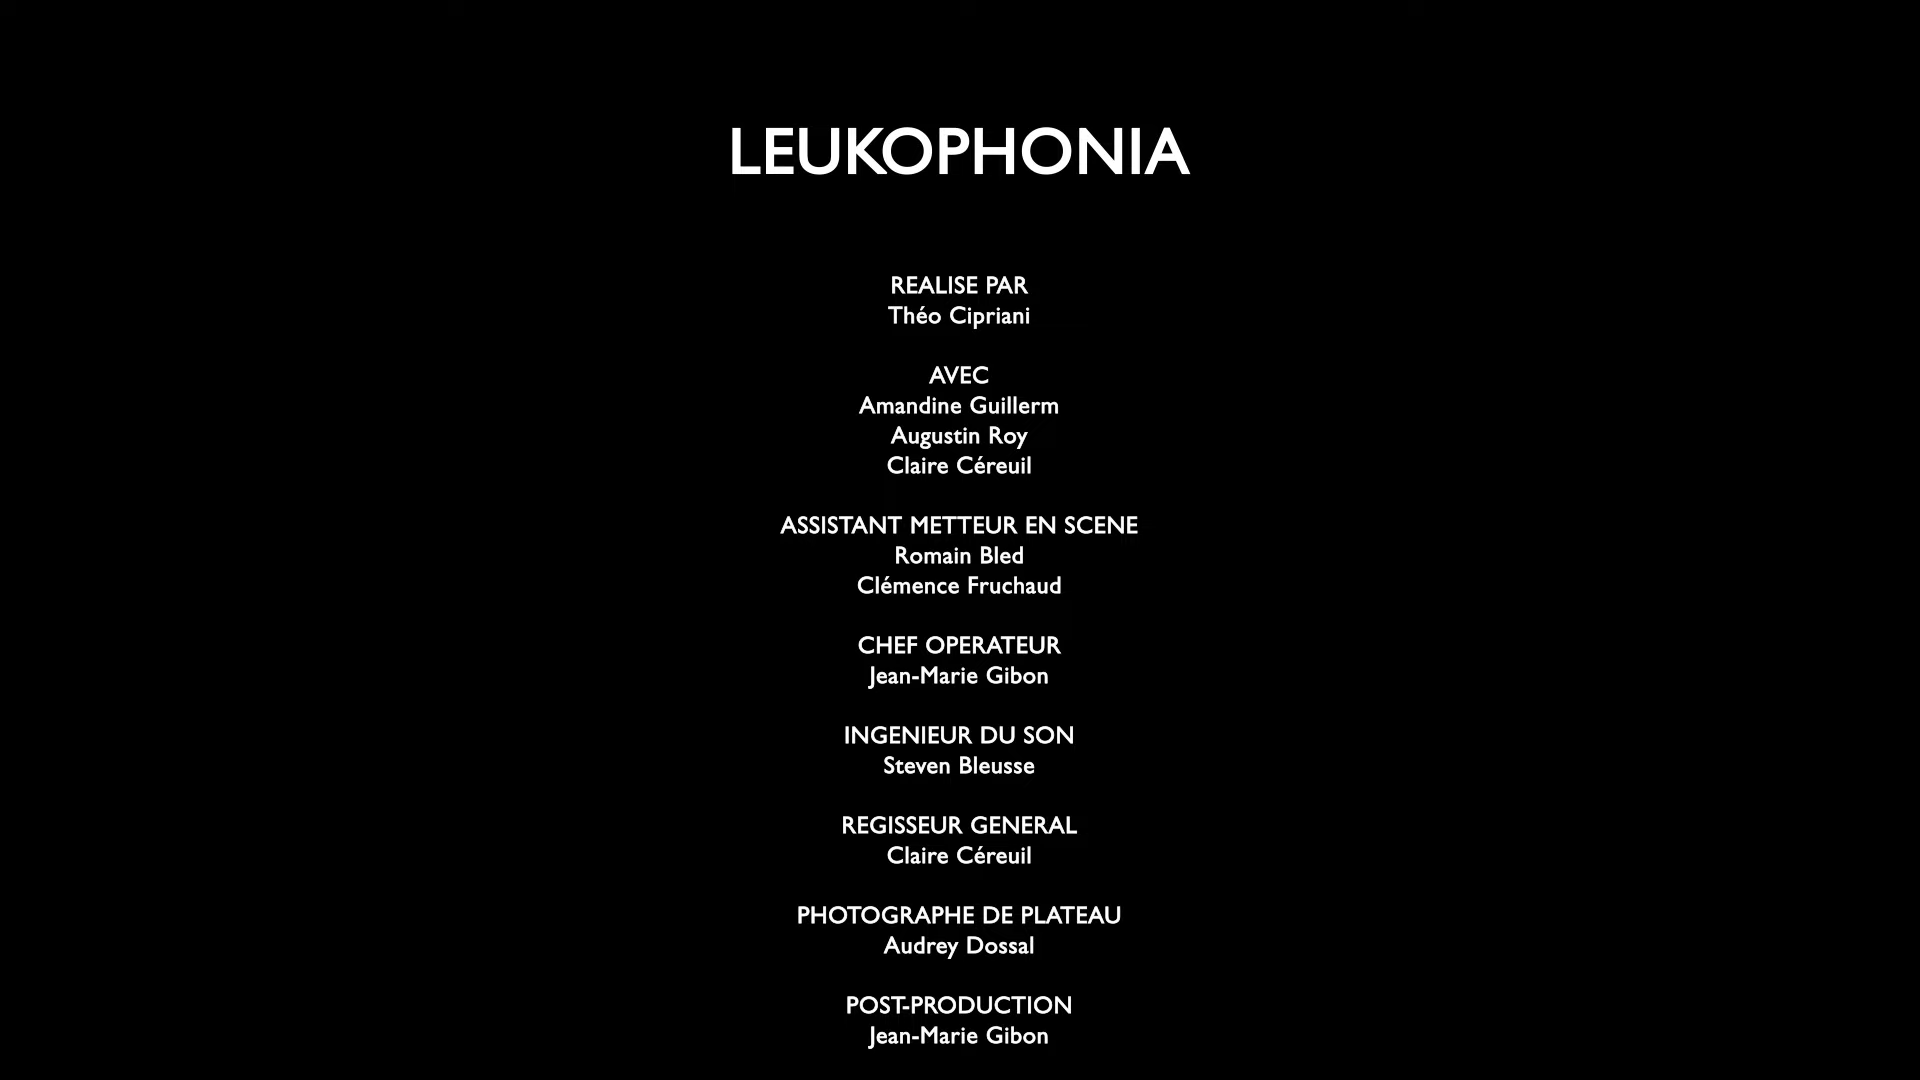 LEUKOPHONIA
REALISE PAR
Théo Cipriani
AVEC
Amandine Guillerm
Augustin Roy
Claire Céreuil
ASSISTANT METTEUR EN SCENE
Romain Bled
Clémence Fruchaud
CHEF OPERATEUR
Jean-Marie Gibon
INGENIEUR DU SON
Steven Bleusse
REGISSEUR GENERAL
Claire Céreuil
PHOTOGRAPHE DE PLATEAU
Audrey Dossal
POST-PRODUCTION
Jean-Marie Gibon